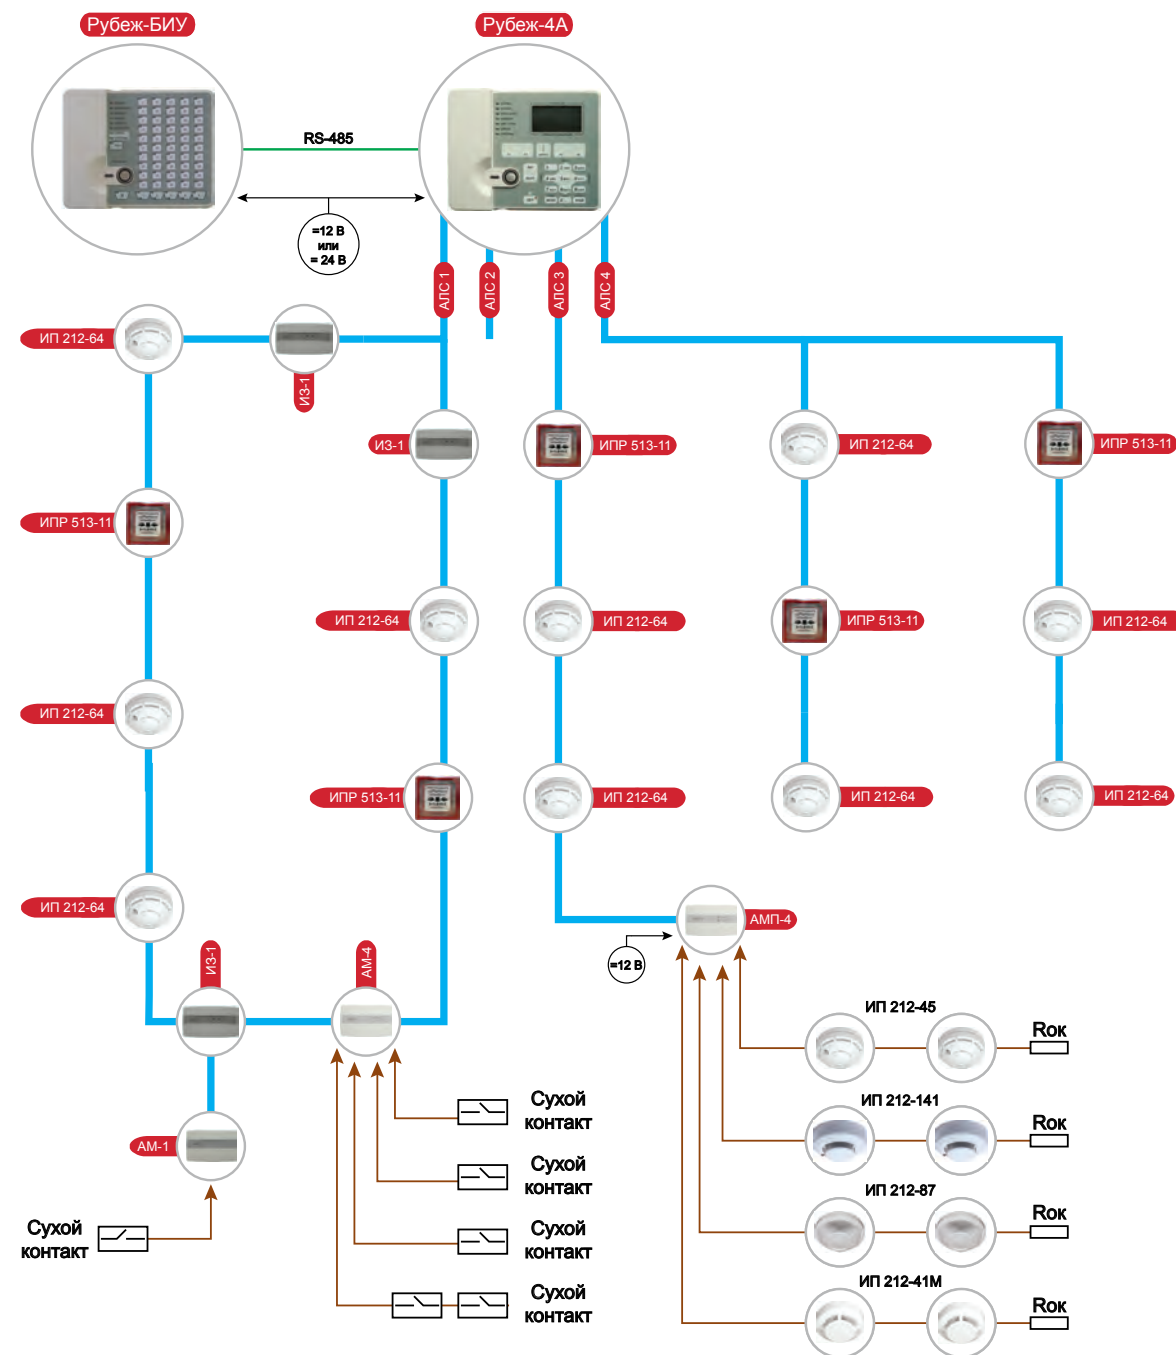 Рубеж-БИУ
Рубеж-4А
RS-485
=12 В
или
= 24 В
АЛС 1
АЛС 2
АЛС 3
АЛС 4
ИП 212-64
ИЗ-1
ИЗ-1
ИПР 513-11
ИП 212-64
ИПР 513-11
ИПР 513-11
ИП 212-64
ИП 212-64
ИПР 513-11
ИП 212-64
ИП 212-64
ИПР 513-11
ИП 212-64
ИП 212-64
ИП 212-64
ИП 212-64
АМП-4
=12 В
ИЗ-1
АМ-4
ИП 212-45
Rок
Сухой
контакт
ИП 212-141
Rок
АМ-1
Сухой
контакт
ИП 212-87
Rок
Сухой
контакт
Сухой
контакт
ИП 212-41М
Rок
Сухой
контакт